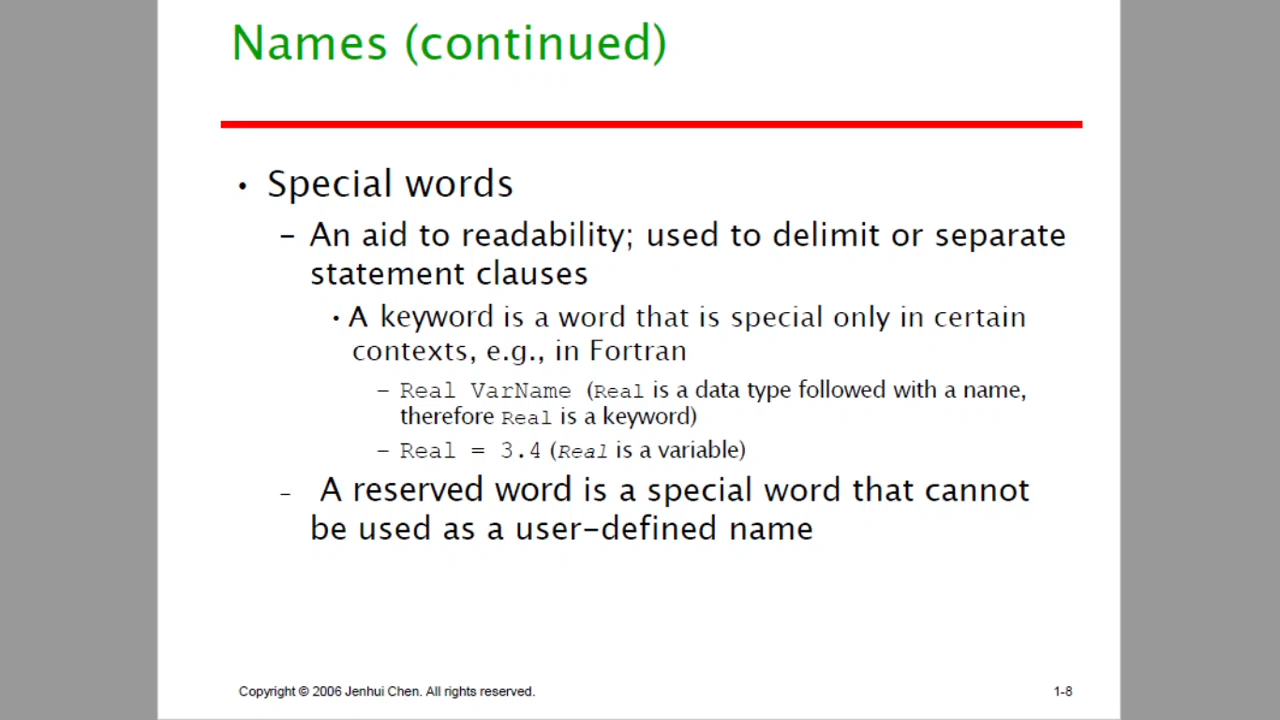 Names (continued)
• Special words
– An aid to readability; used to delimit or separate
statement clauses
• A keyword is a word that is special only in certain
contexts, e.g., in Fortran
– Real VarName (Real is a data type followed with a name,
therefore Real is a keyword)
– Real = 3.4 (Real is a variable)
– A reserved word is a special word that cannot
be used as a user-defined name
Copyright © 2006 Jenhui Chen. All rights reserved.
1-8